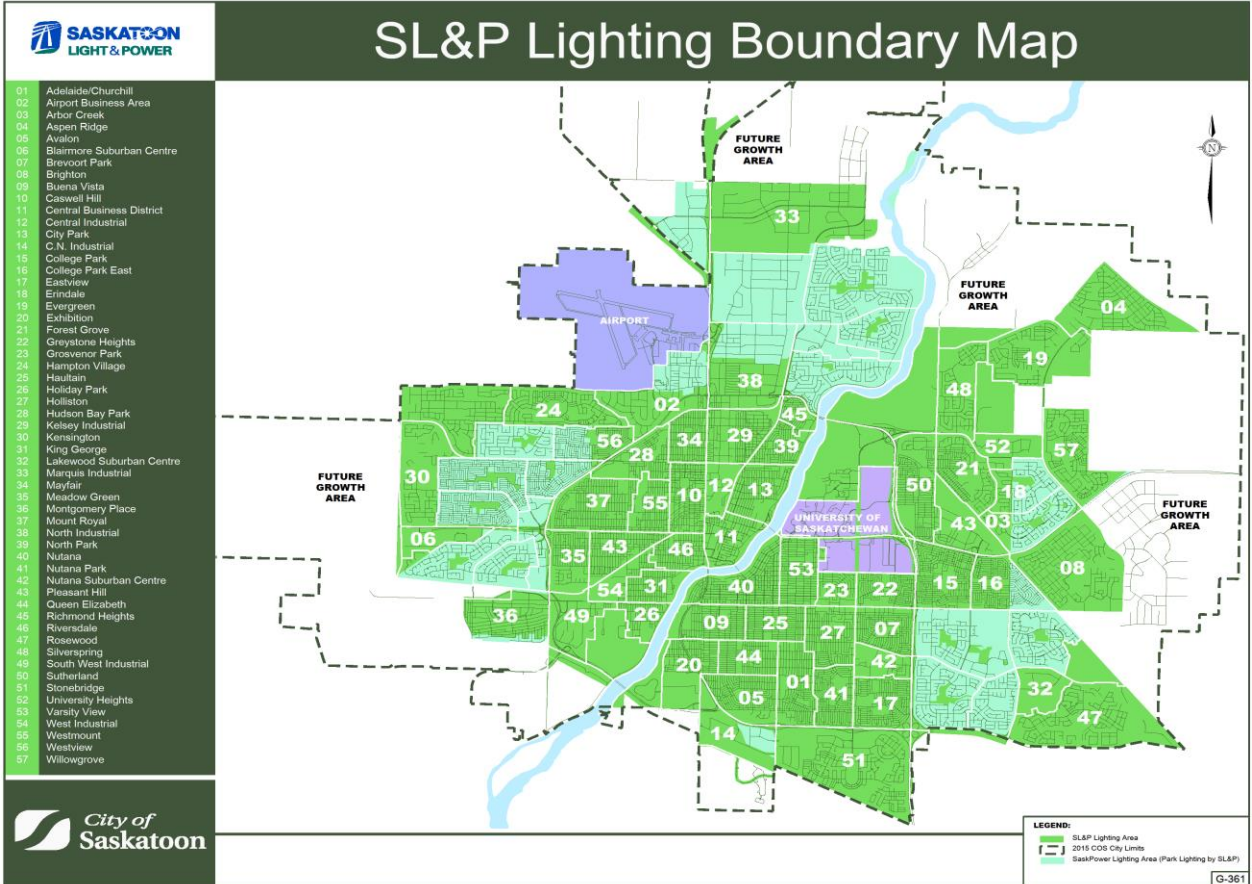 SASKATOON
LIGHT & POWER
SL&P Lighting Boundary Map
01 Adelaide/Churchill
02 Airport Business Area
03 Arbor Creek
04 Aspen Ridge
05 Avalon
06 Blairmore Suburban Centre
07 Brevoort Park
08 Brighton
09 Buena Vista
10 Caswell Hill
11 Central Business District
12 Central Industrial
13 City Park
14 C.N. Industrial
15 College Park
16 College Park East
17 Eastview
18 Erindale
19 Evergreen
20 Exhibition
21 Forest Grove
22 Greystone Heights
23 Grosvenor Park
24 Hampton Village
25 Haultain
26 Holiday Park
27 Holliston
28 Hudson Bay Park
29 Kelsey Industrial
30 Kensington
31 King George
32 Lakewood Suburban Centre
33 Marquis Industrial
34 Mayfair
35 Meadow Green
36 Montgomery Place
37 Mount Royal
38 North Industrial
39 North Park
40 Nutana
41 Nutana Park
42 Nutana Suburban Centre
43 Pleasant Hill
44 Queen Elizabeth
45 Richmond Heights
46 Riversdale
47 Rosewood
48 Silverspring
49 South West Industrial
50 Sutherland
51 Stonebridge
52 University Heights
53 Varsity View
54 West Industrial
55 Westmount
56 Westview
57 Willowgrove
City of
Saskatoon
FUTURE
GROWTH
AREA
N
33
FUTURE
GROWTH
AREA
04
AIRPORT
19
38
48
24
02
45
56
34
29
39
52
57
28
21
FUTURE
GROWTH
AREA
30
50
18
37
55
10
12
13
FUTURE
GROWTH
AREA
UNIVERSITY OF
SASKATCHEWAN
43
03
06
11
35
43
46
53
08
54
31
40
23
22
15
16
36
49
26
09
25
27
07
20
44
42
01
41
05
17
32
47
14
51
LEGEND:
SL&P Lighting Area
2015 COS City Limits
SaskPower Lighting Area (Park Lighting by SL&P)
G-361